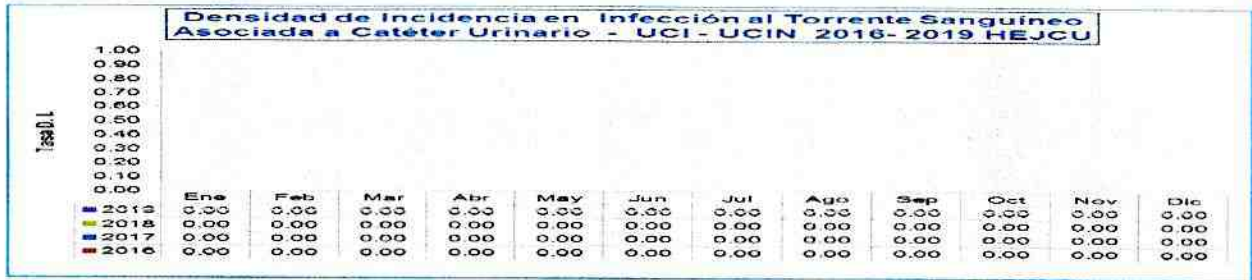 Densidad de Incidencia en Infección al Torrente Sanguíneo
Asociada a Catéter Urinario - UCI - UCIN 2016- 2019 HEJCU
Tasa D.I.
1.00
0.90
0.80
0.70
0.60
0.50
0.40
0.30
0.20
0.10
0.00
Ene Feb Mar Abr May Jun Jul Ago Sep Oct Nov Dic
2019 0.00 0.00 0.00 0.00 0.00 0.00 0.00 0.00 0.00 0.00 0.00 0.00
2018 0.00 0.00 0.00 0.00 0.00 0.00 0.00 0.00 0.00 0.00 0.00 0.00
2017 0.00 0.00 0.00 0.00 0.00 0.00 0.00 0.00 0.00 0.00 0.00 0.00
2016 0.00 0.00 0.00 0.00 0.00 0.00 0.00 0.00 0.00 0.00 0.00 0.00